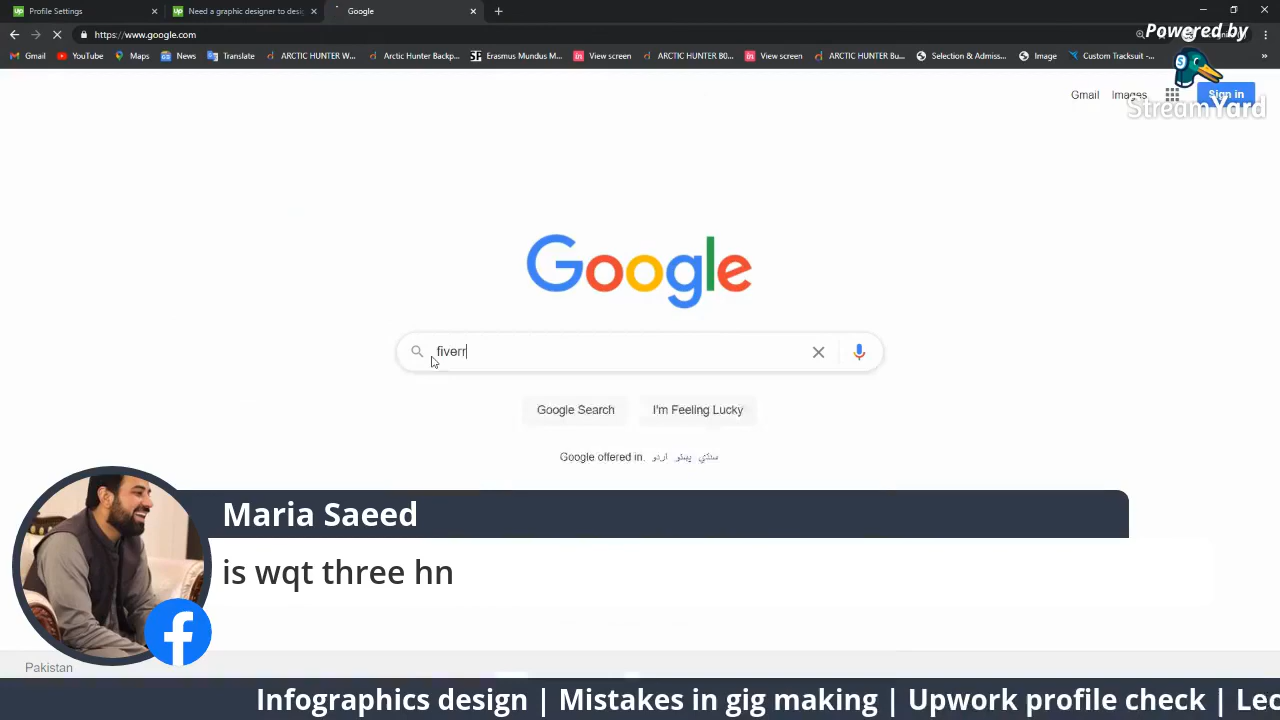 Profile Settings
Need a graphic designer to desi
Google
https://www.google.com
Powered by
Gmail
YouTube
Maps
News
Translate
ARCTIC HUNTER W...
Arctic Hunter Backp...
Erasmus Mundus M...
View screen
ARCTIC HUNTER B0...
View screen
ARCTIC HUNTER Bu...
Selection & Admiss...
Image
Custom Tracksuit -...
Gmail Images Sign in
StreamYard
Google
fiverr
Google Search
I'm Feeling Lucky
Google offered in: اردو پښتو سنڌي
Maria Saeed
is wqt three hn
Pakistan
Infographics design | Mistakes in gig making | Upwork profile check | Lec